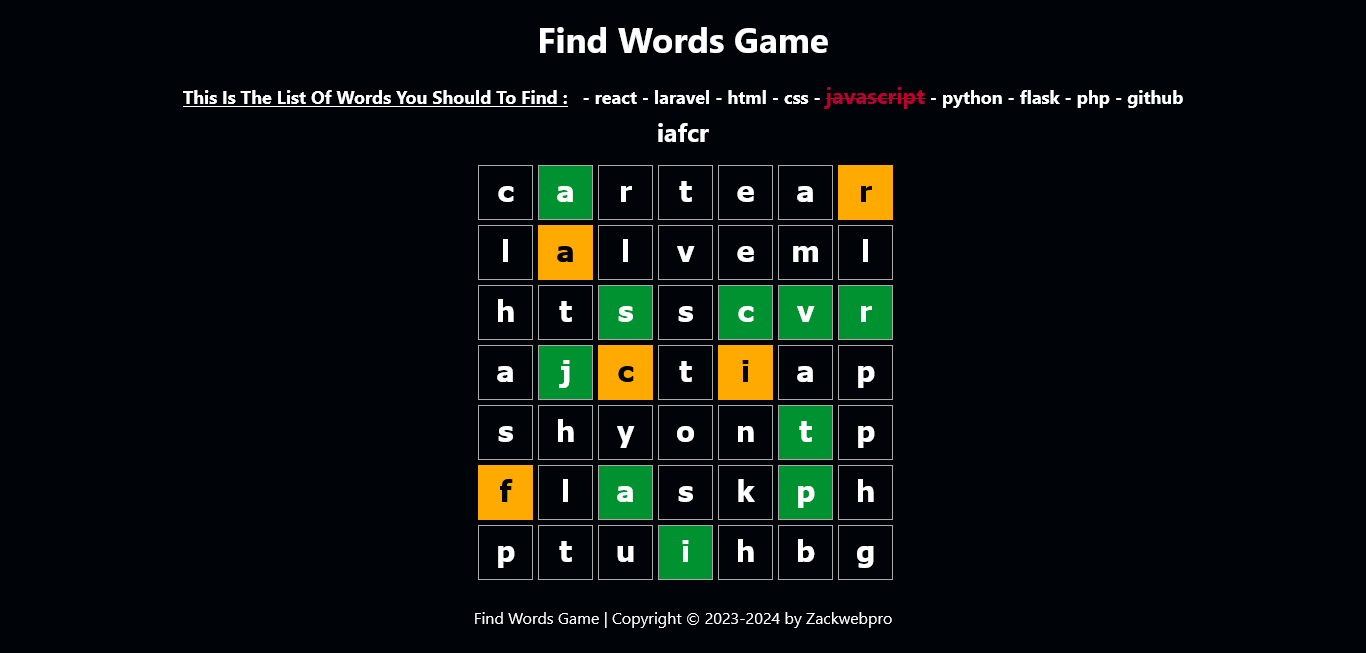 Find Words Game
This Is The List Of Words You Should To Find : - react - laravel - html - css - javascript - python - flask - php - github
iafcr
c a r t e a r
l a l v e m l
h t s s c v r
a j c t i a p
s h y o n t p
f l a s k p h
p t u i h b g
Find Words Game | Copyright © 2023-2024 by Zackwebpro